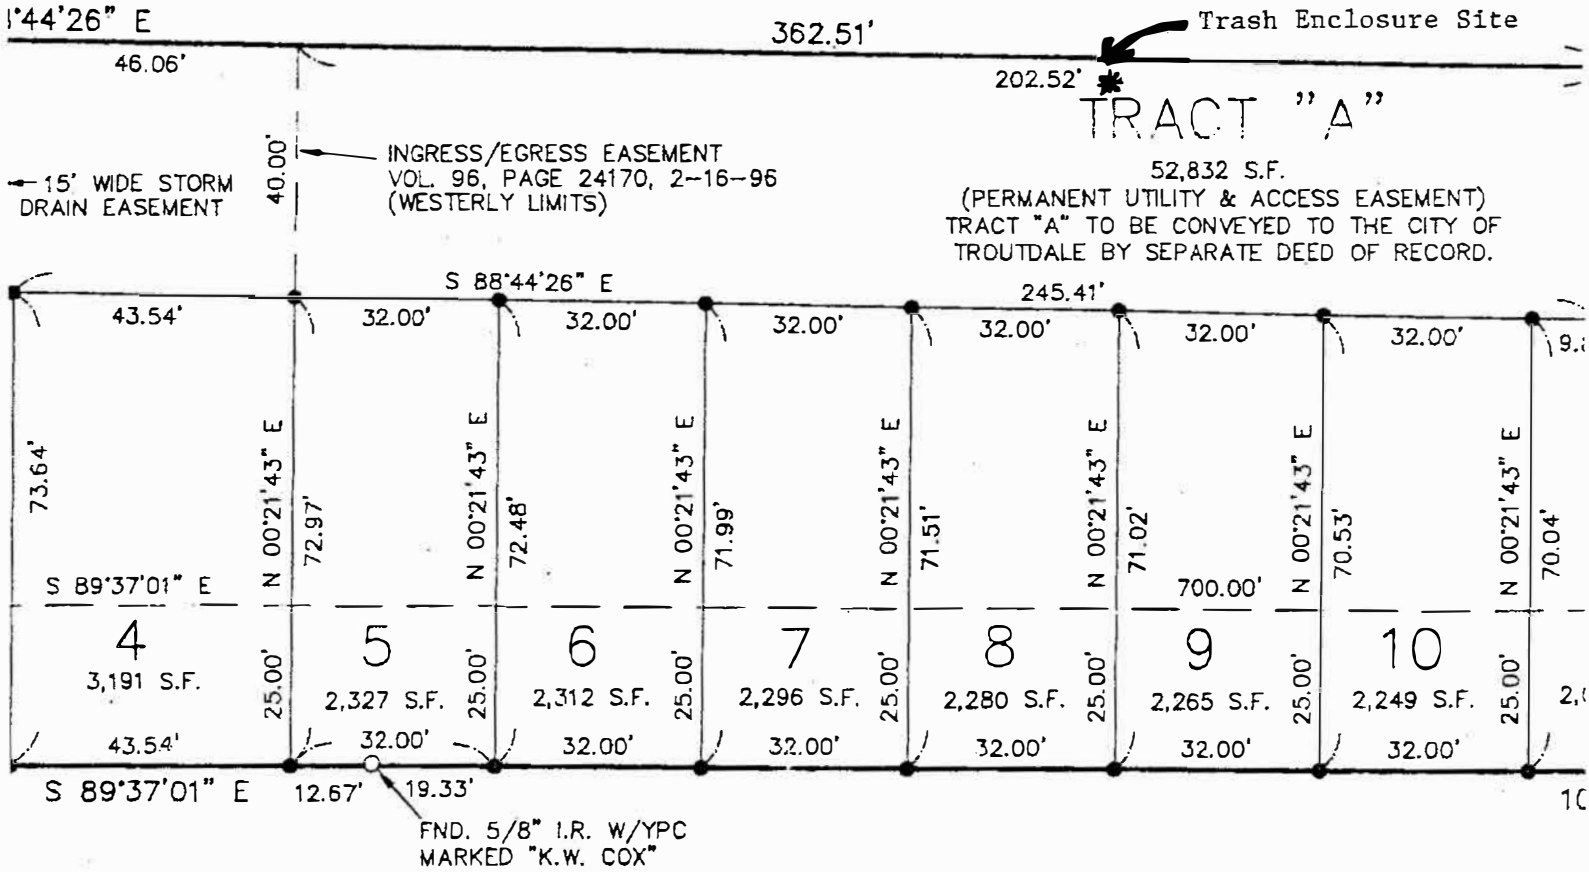 1°44'26" E
362.51'
Trash Enclosure Site
46.06'
202.52'
TRACT "A"
40.00'
INGRESS/EGRESS EASEMENT
VOL. 96, PAGE 24170, 2-16-96
(WESTERLY LIMITS)
15' WIDE STORM
DRAIN EASEMENT
52,832 S.F.
(PERMANENT UTILITY & ACCESS EASEMENT)
TRACT "A" TO BE CONVEYED TO THE CITY OF
TROUTDALE BY SEPARATE DEED OF RECORD.
S 88°44'26" E
245.41'
43.54'
32.00'
32.00'
32.00'
32.00'
32.00'
32.00'
73.64'
N 00°21'43" E
72.97'
N 00°21'43" E
72.48'
N 00°21'43" E
71.99'
N 00°21'43" E
71.51'
N 00°21'43" E
71.02'
N 00°21'43" E
70.53'
N 00°21'43" E
70.04'
S 89°37'01" E
700.00'
4
3,191 S.F.
25.00'
5
2,327 S.F.
25.00'
6
2,312 S.F.
25.00'
7
2,296 S.F.
25.00'
8
2,280 S.F.
25.00'
9
2,265 S.F.
25.00'
10
2,249 S.F.
25.00'
43.54'
32.00'
32.00'
32.00'
32.00'
32.00'
32.00'
S 89°37'01" E
12.67'
19.33'
FND. 5/8" I.R. W/YPC
MARKED "K.W. COX"